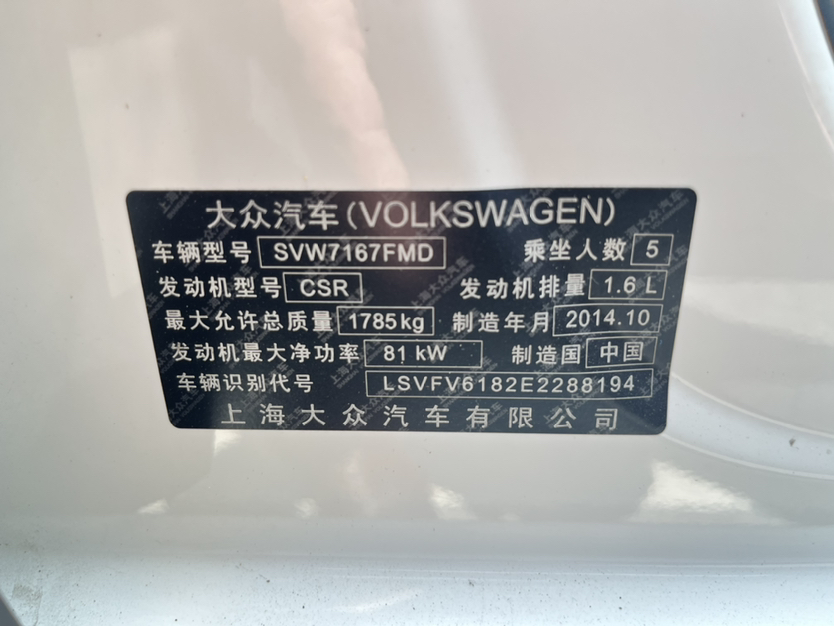 大众汽车(VOLKSWAGEN)
车辆型号 SVW7167FMD 乘坐人数 5
发动机型号 CSR 发动机排量 1.6 L
最大允许总质量 1785kg 制造年月 2014.10
发动机最大净功率 81 kW 制造国 中国
车辆识别代号 LSVFV6182E2288194
上海大众汽车有限公司